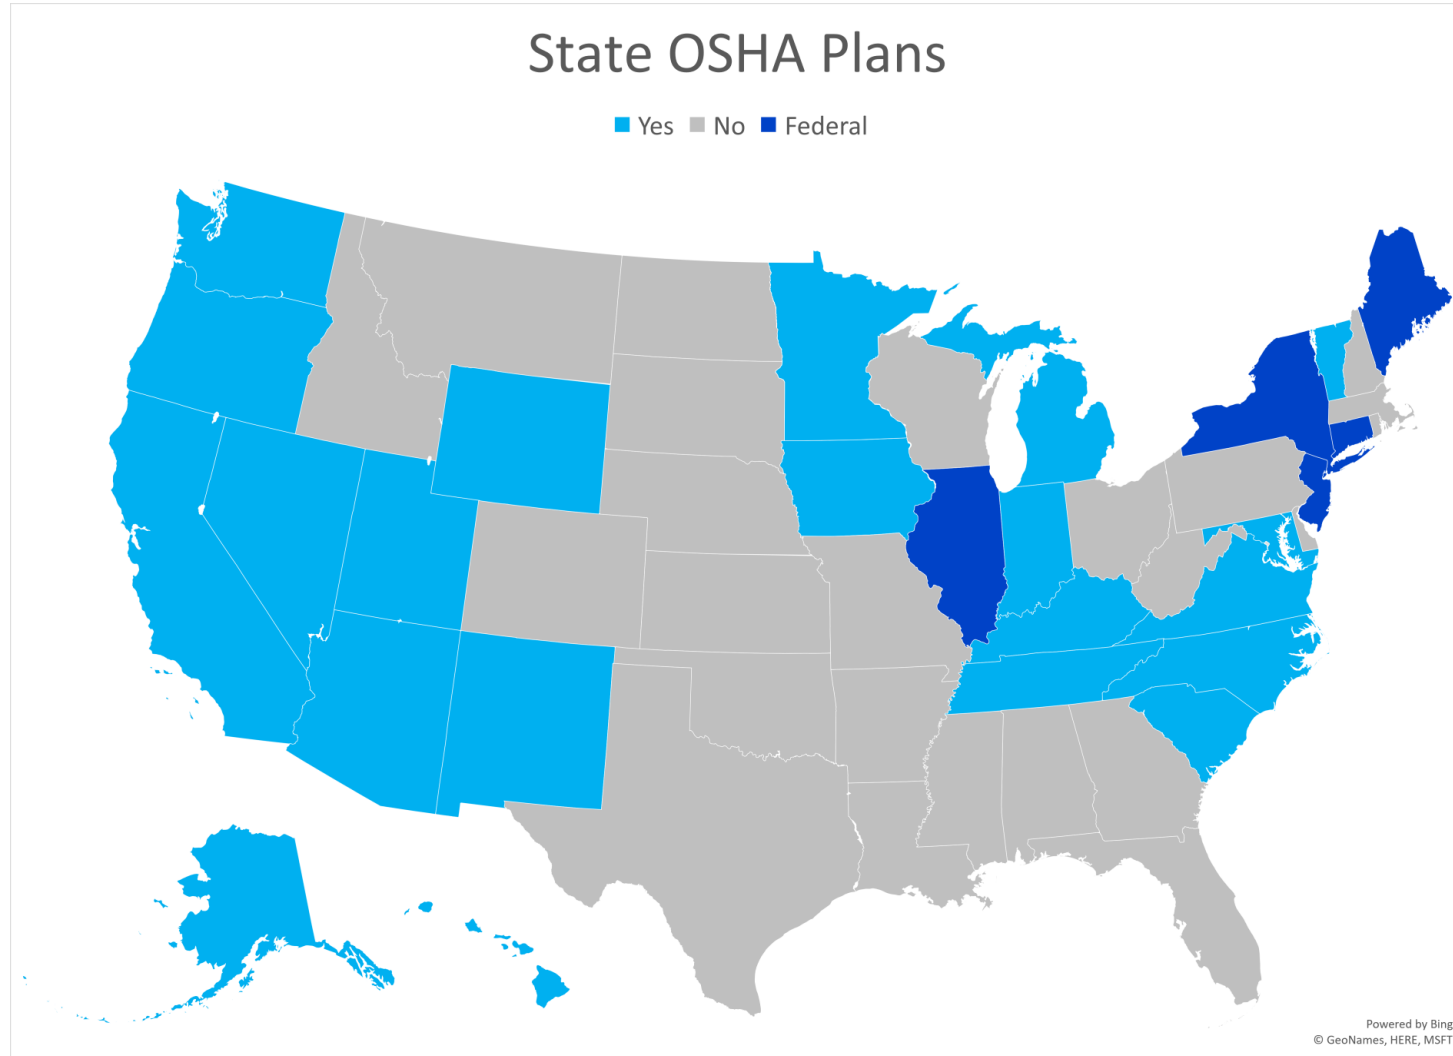 State OSHA Plans
Yes No Federal
Powered by Bing
© GeoNames, HERE, MSFT